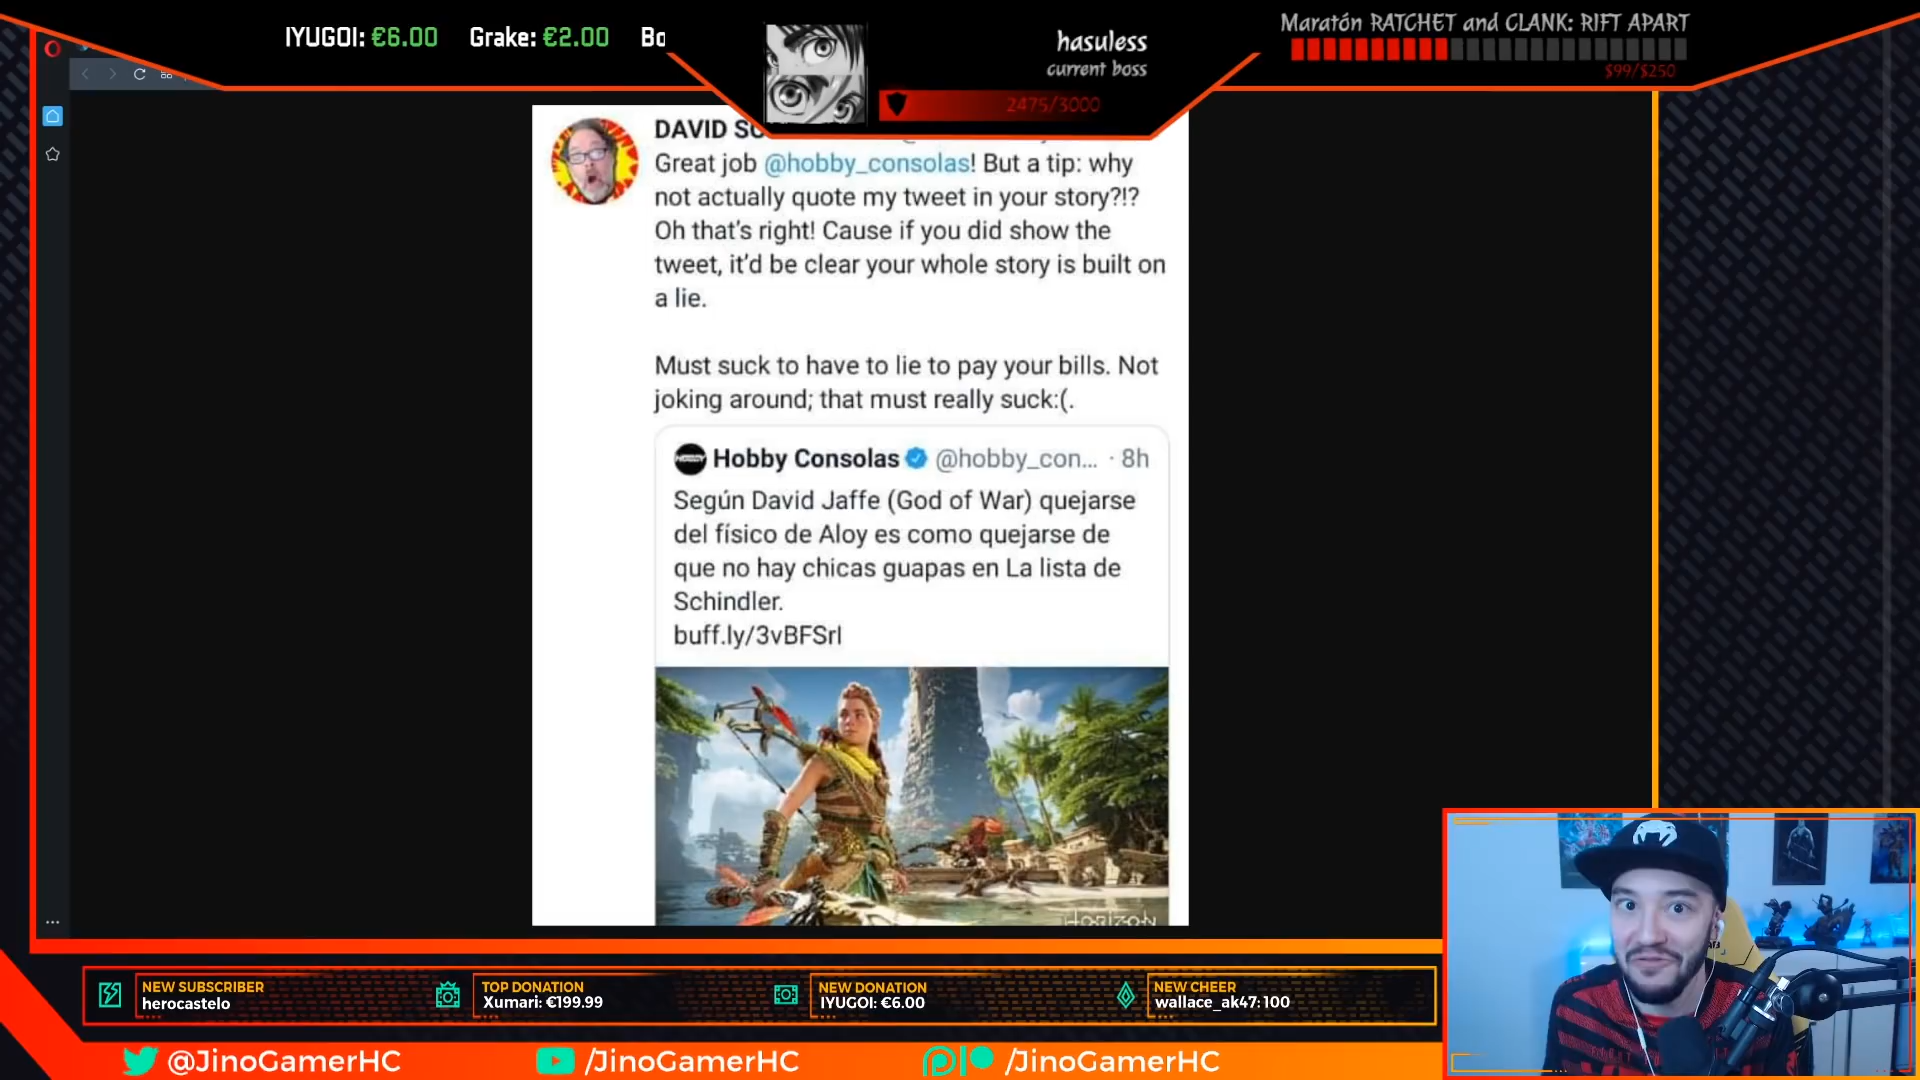 IYUGOI: €6.00 Grake: €2.00
hasuless
current boss
2475/3000
Maratón RATCHET and CLANK: RIFT APART
$99/$250
DAVID
Great job @hobby_consolas! But a tip: why
not actually quote my tweet in your story?!?
Oh that's right! Cause if you did show the
tweet, it'd be clear your whole story is built on
a lie.
Must suck to have to lie to pay your bills. Not
joking around; that must really suck:(.
Hobby Consolas @hobby_con... · 8h
Según David Jaffe (God of War) quejarse
del físico de Aloy es como quejarse de
que no hay chicas guapas en La lista de
Schindler.
buff.ly/3vBFSrl
HORIZON
NEW SUBSCRIBER
herocastelo
TOP DONATION
Xumari: €199.99
NEW DONATION
IYUGOI: €6.00
NEW CHEER
wallace_ak47:100
@JinoGamerHC
/JinoGamerHC
/JinoGamerHC